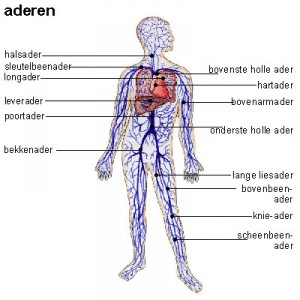 aderen
halsader
sleutelbeenader
longader
leverader
poortader
bekkenader
bovenste holle ader
hartader
bovenarmader
onderste holle ader
lange liesader
bovenbeen-
ader
knie-ader
scheenbeen-
ader